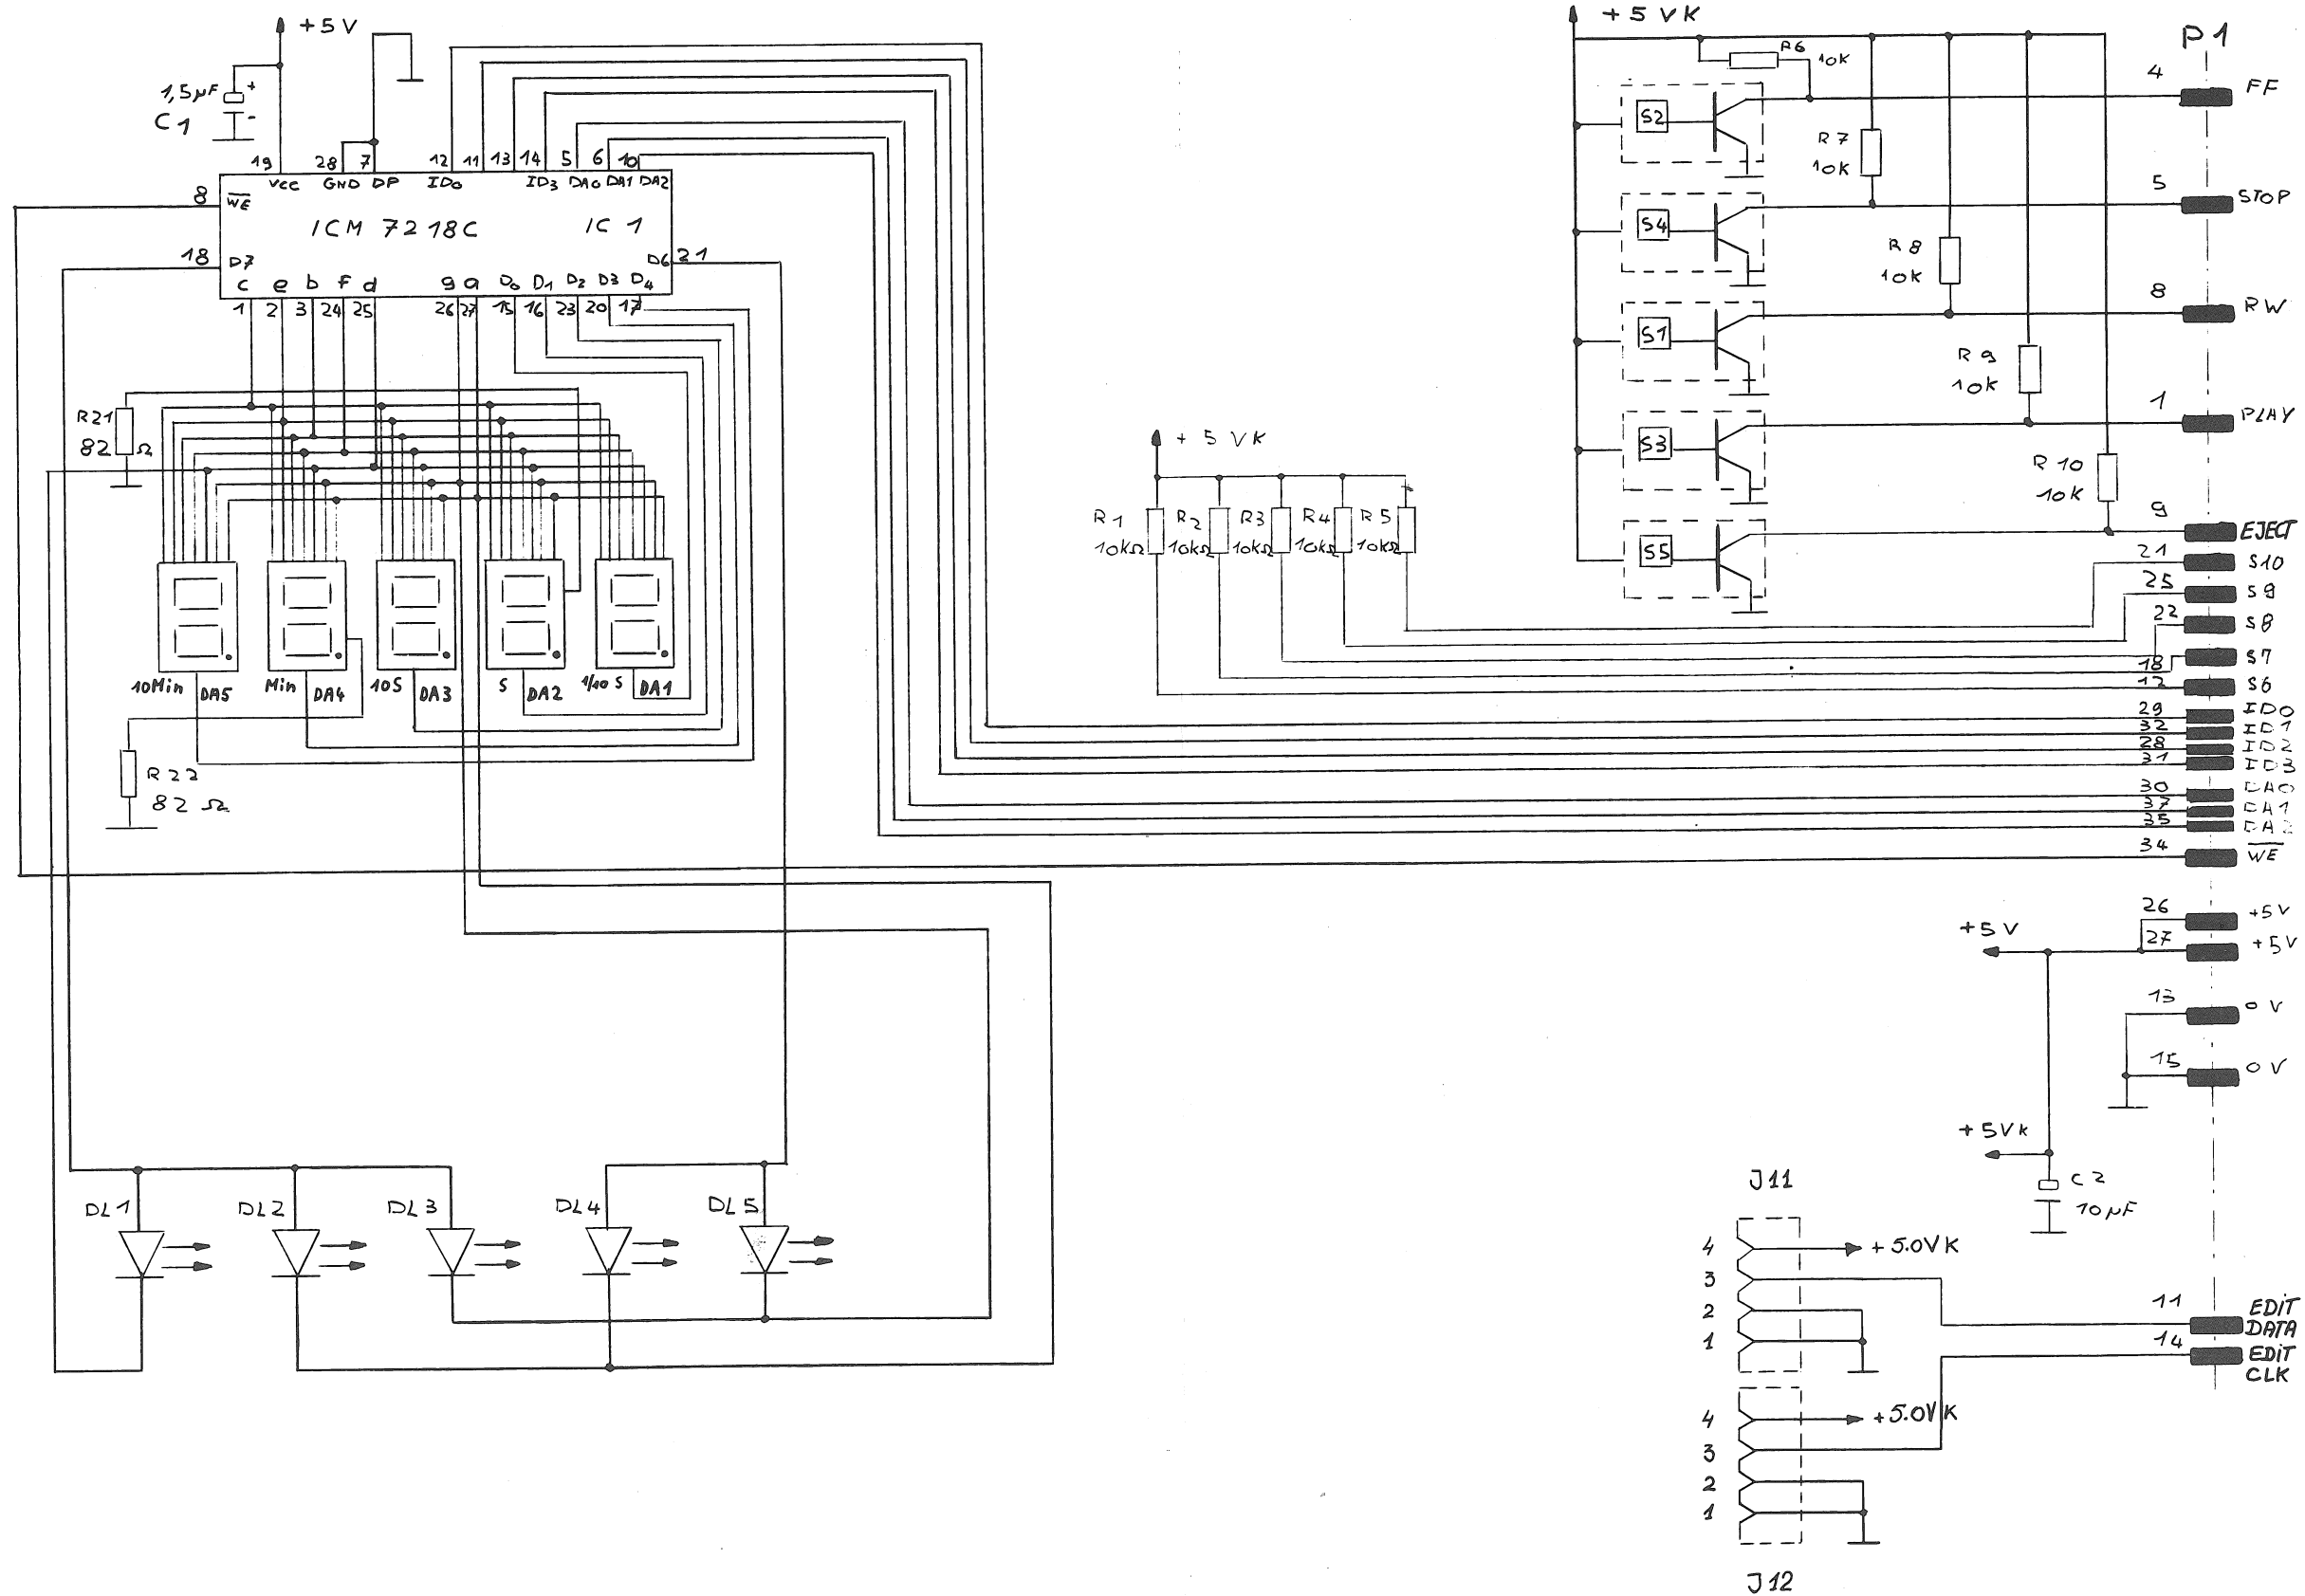 +5V
1,5µF +
C1 -
19 28 7 12 11 13 14 5 6 10
Vcc GND DP ID0 ID3 DA0 DA1 DA2
8 WE
ICM 7218C IC 1
18 D7
D6 21
c e b f d g a D0 D1 D2 D3 D4
1 2 3 24 25 26 27 15 16 23 20 17
R21
82 Ω
10Min DA5 Min DA4 10S DA3 S DA2 1/10 S DA1
R22
82 Ω
DL1 DL2 DL3 DL4 DL5
+5VK
R1 R2 R3 R4 R5
10kΩ 10kΩ 10kΩ 10kΩ 10kΩ
+5VK
R6
10K
S2
R7
10K
S4
R8
10K
S1
R9
10K
S3
R10
10K
S5
P1
4 FF
5 STOP
8 RW
1 PLAY
9 EJECT
21 S10
25 S9
22 S8
18 S7
12 S6
29 ID0
32 ID1
28 ID2
31 ID3
30 DA0
37 DA1
35 DA2
34 WE
26 +5V
+5V 27 +5V
13 0V
15 0V
+5VK
C2
10µF
J11
4 +5.0VK
3
2
1
11 EDIT
DATA
14 EDIT
CLK
4 +5.0VK
3
2
1
J12